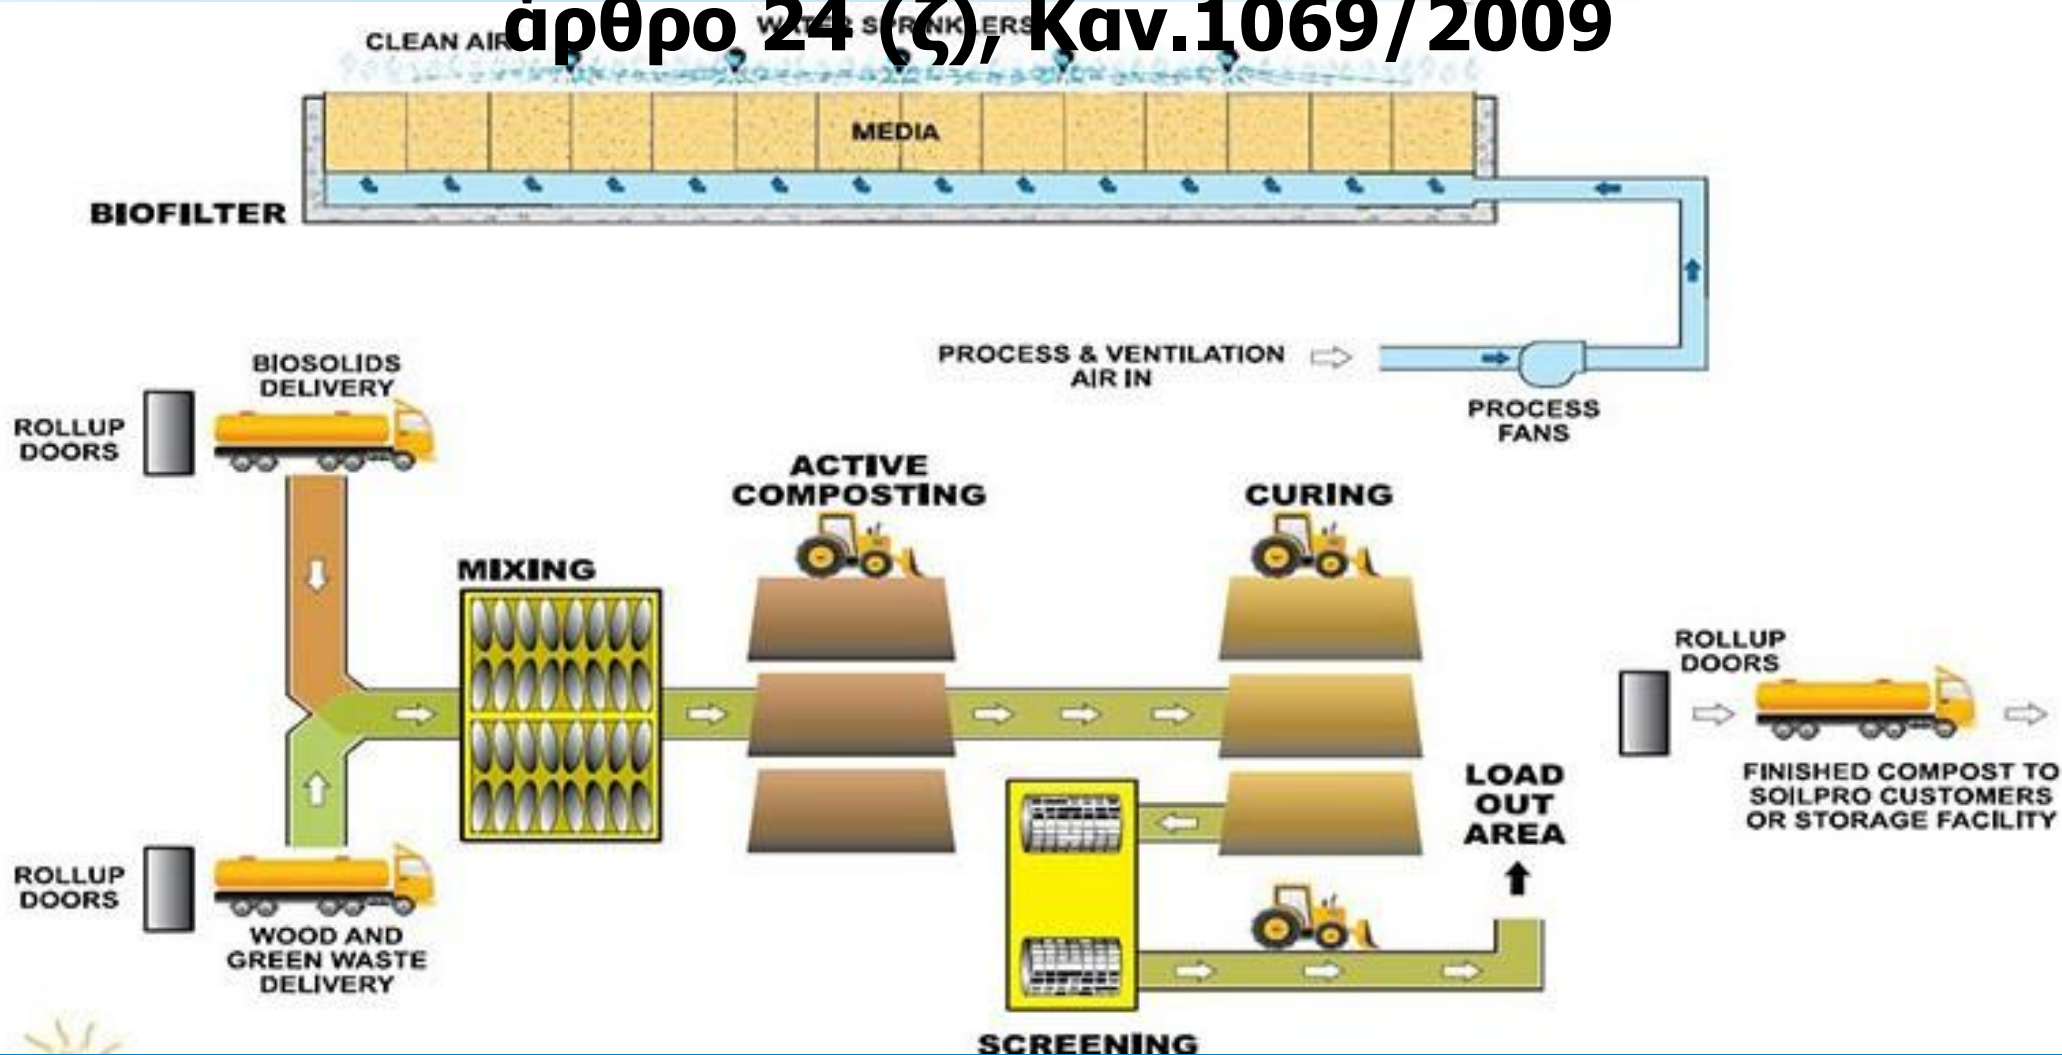 άρθρο 24 (ζ), Καν.1069/2009
CLEAN AIR
WATER SPRINKLERS
MEDIA
BIOFILTER
PROCESS & VENTILATION
AIR IN
PROCESS
FANS
BIOSOLIDS
DELIVERY
ROLLUP
DOORS
ACTIVE
COMPOSTING
CURING
MIXING
ROLLUP
DOORS
LOAD
OUT
AREA
FINISHED COMPOST TO
SOILPRO CUSTOMERS
OR STORAGE FACILITY
ROLLUP
DOORS
WOOD AND
GREEN WASTE
DELIVERY
SCREENING